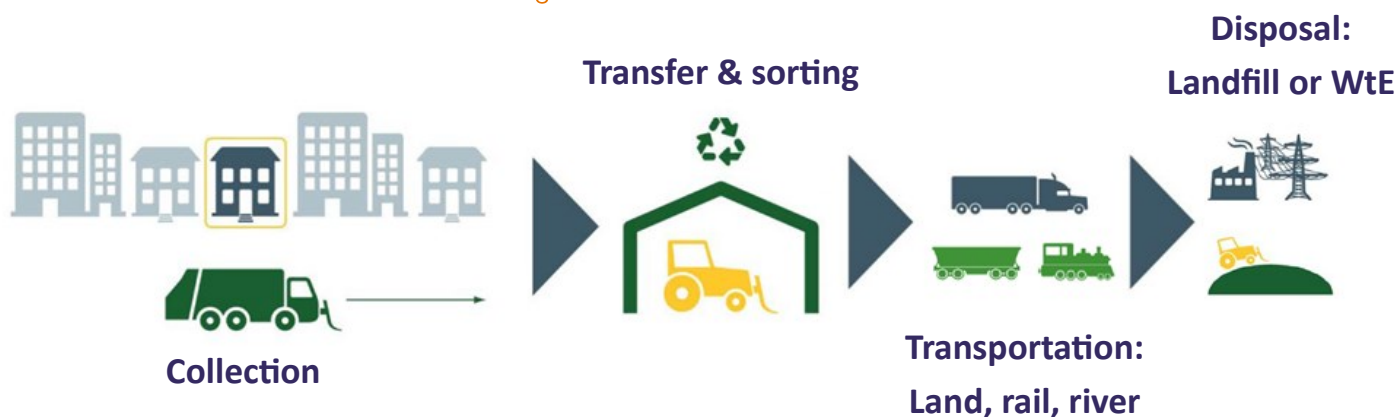 Collection
Transfer & sorting
Transportation:
Land, rail, river
Disposal:
Landfill or WtE